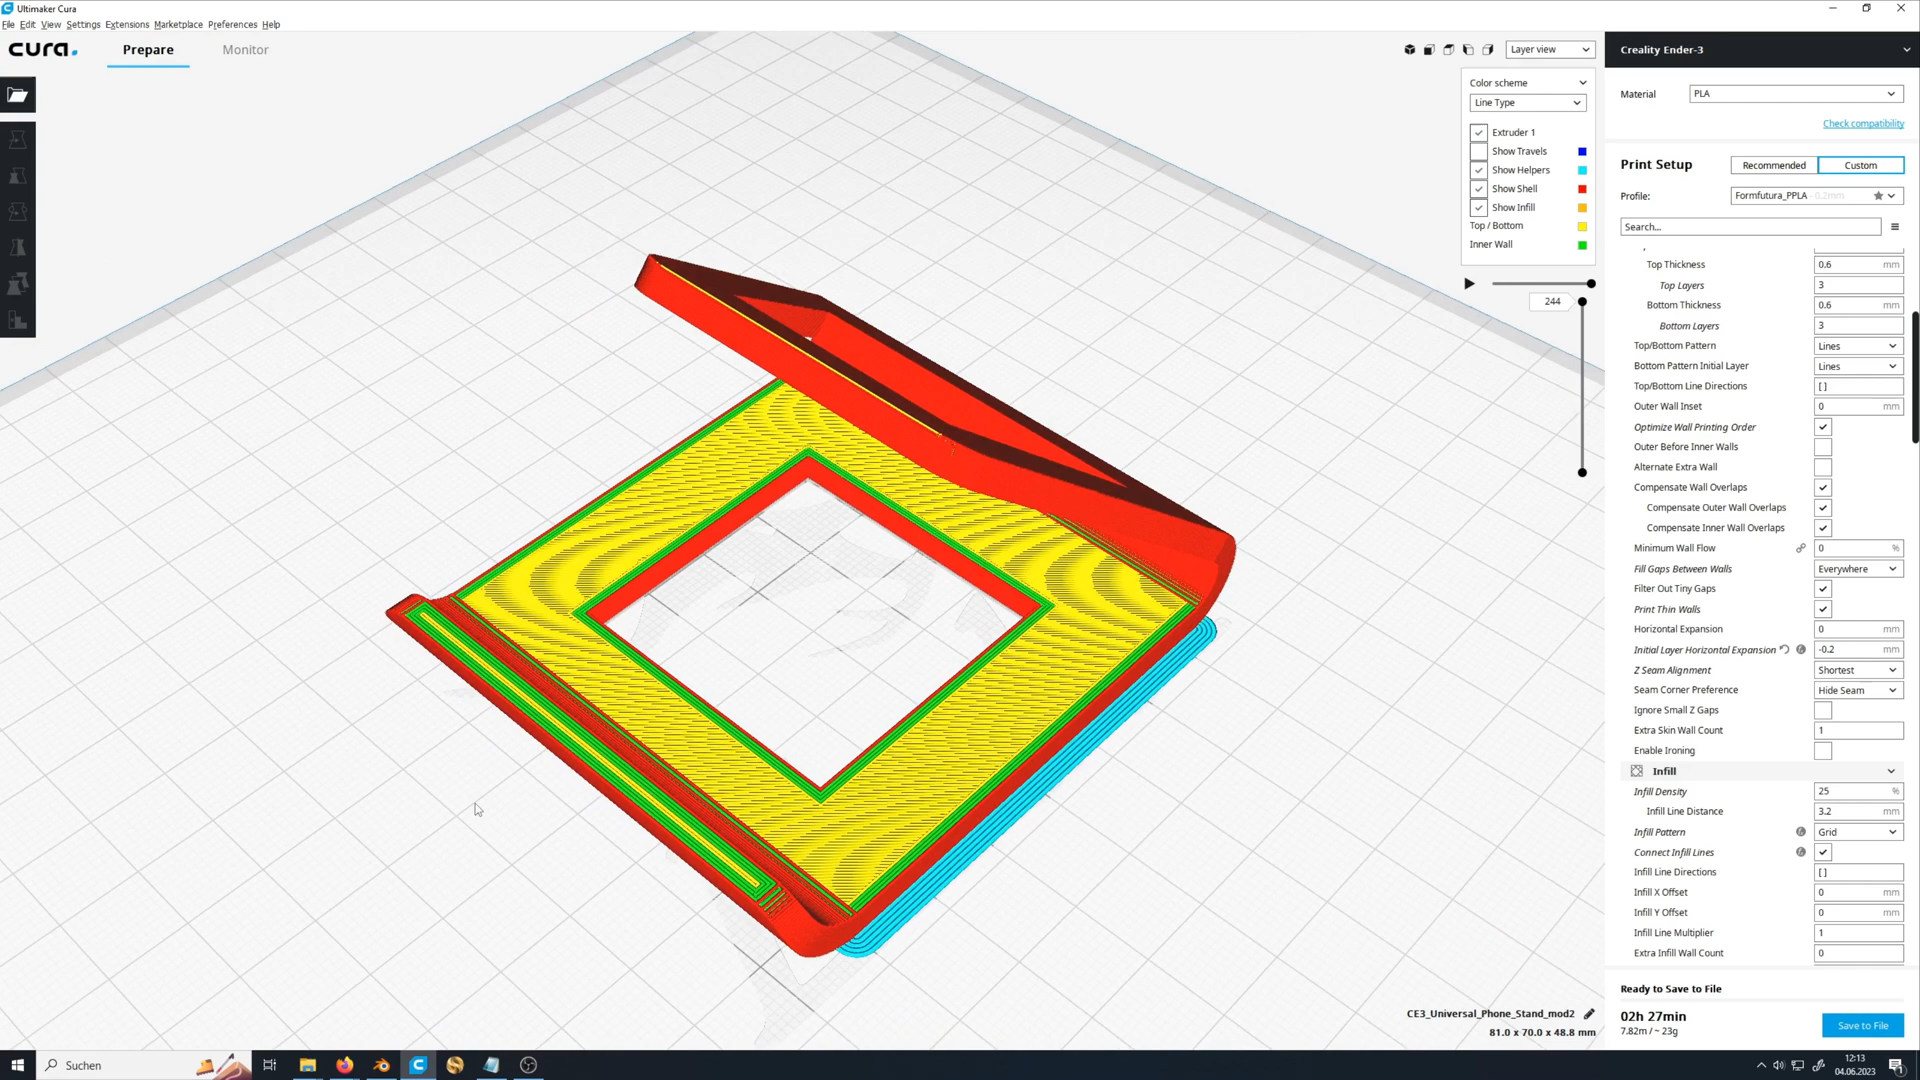 Ultimaker Cura
File Edit View Settings Extensions Marketplace Preferences Help
cura.
Prepare
Monitor
Layer view
Creality Ender-3
Color scheme
Line Type
Extruder 1
Show Travels
Show Helpers
Show Shell
Show Infill
Top / Bottom
Inner Wall
244
Material PLA
Check compatibility
Print Setup Recommended Custom
Profile: Formfutura_PPLA - 0.2mm
Search...
Top Thickness 0.6 mm
Top Layers 3
Bottom Thickness 0.6 mm
Bottom Layers 3
Top/Bottom Pattern Lines
Bottom Pattern Initial Layer Lines
Top/Bottom Line Directions [ ]
Outer Wall Inset 0 mm
Optimize Wall Printing Order
Outer Before Inner Walls
Alternate Extra Wall
Compensate Wall Overlaps
Compensate Outer Wall Overlaps
Compensate Inner Wall Overlaps
Minimum Wall Flow 0 %
Fill Gaps Between Walls Everywhere
Filter Out Tiny Gaps
Print Thin Walls
Horizontal Expansion 0 mm
Initial Layer Horizontal Expansion -0.2 mm
Z Seam Alignment Shortest
Seam Corner Preference Hide Seam
Ignore Small Z Gaps
Extra Skin Wall Count 1
Enable Ironing
Infill
Infill Density 25 %
Infill Line Distance 3.2 mm
Infill Pattern Grid
Connect Infill Lines
Infill Line Directions [ ]
Infill X Offset 0 mm
Infill Y Offset 0 mm
Infill Line Multiplier 1
Extra Infill Wall Count 0
Ready to Save to File
02h 27min
7.82m / ~ 23g
Save to File
CE3_Universal_Phone_Stand_mod2
81.0 x 70.0 x 48.8 mm
Suchen
12:13
04.06.2023